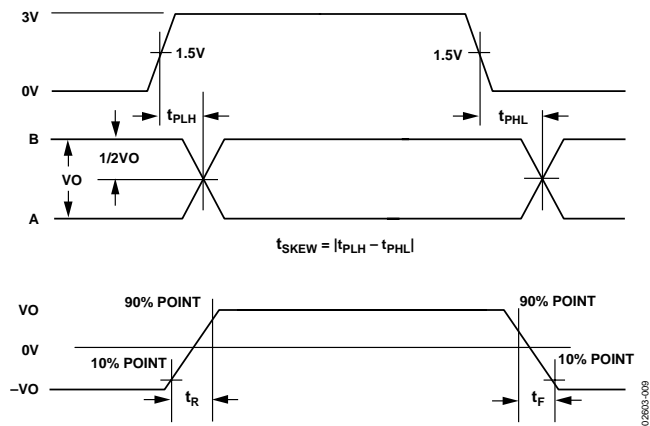 3V
1.5V
1.5V
0V
tPLH
tPHL
B
1/2VO
VO
A
tSKEW = |tPLH – tPHL|
VO
90% POINT
90% POINT
0V
10% POINT
10% POINT
–VO
tR
tF
02603-009